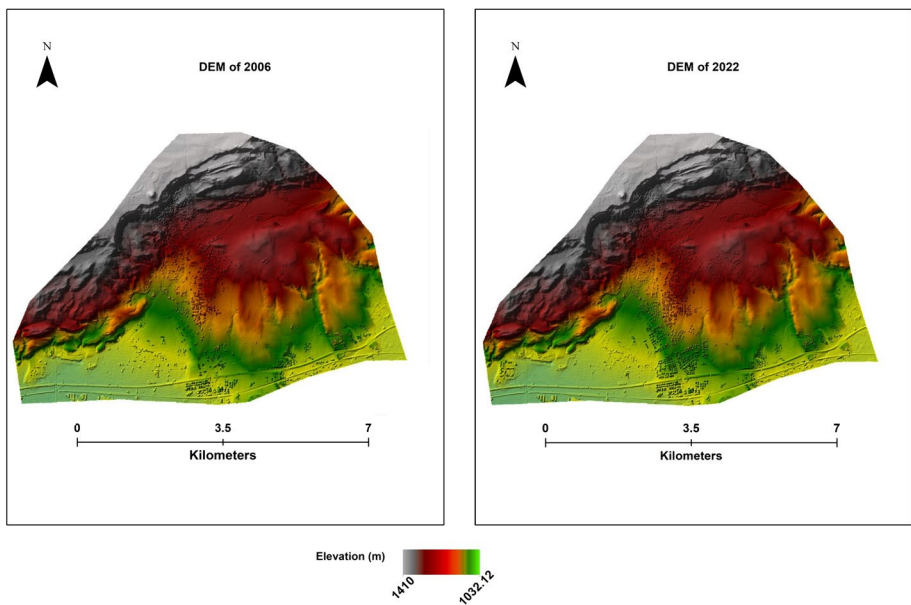 N
DEM of 2006
0 3.5 7
Kilometers
N
DEM of 2022
0 3.5 7
Kilometers
Elevation (m)
1410
1032.12